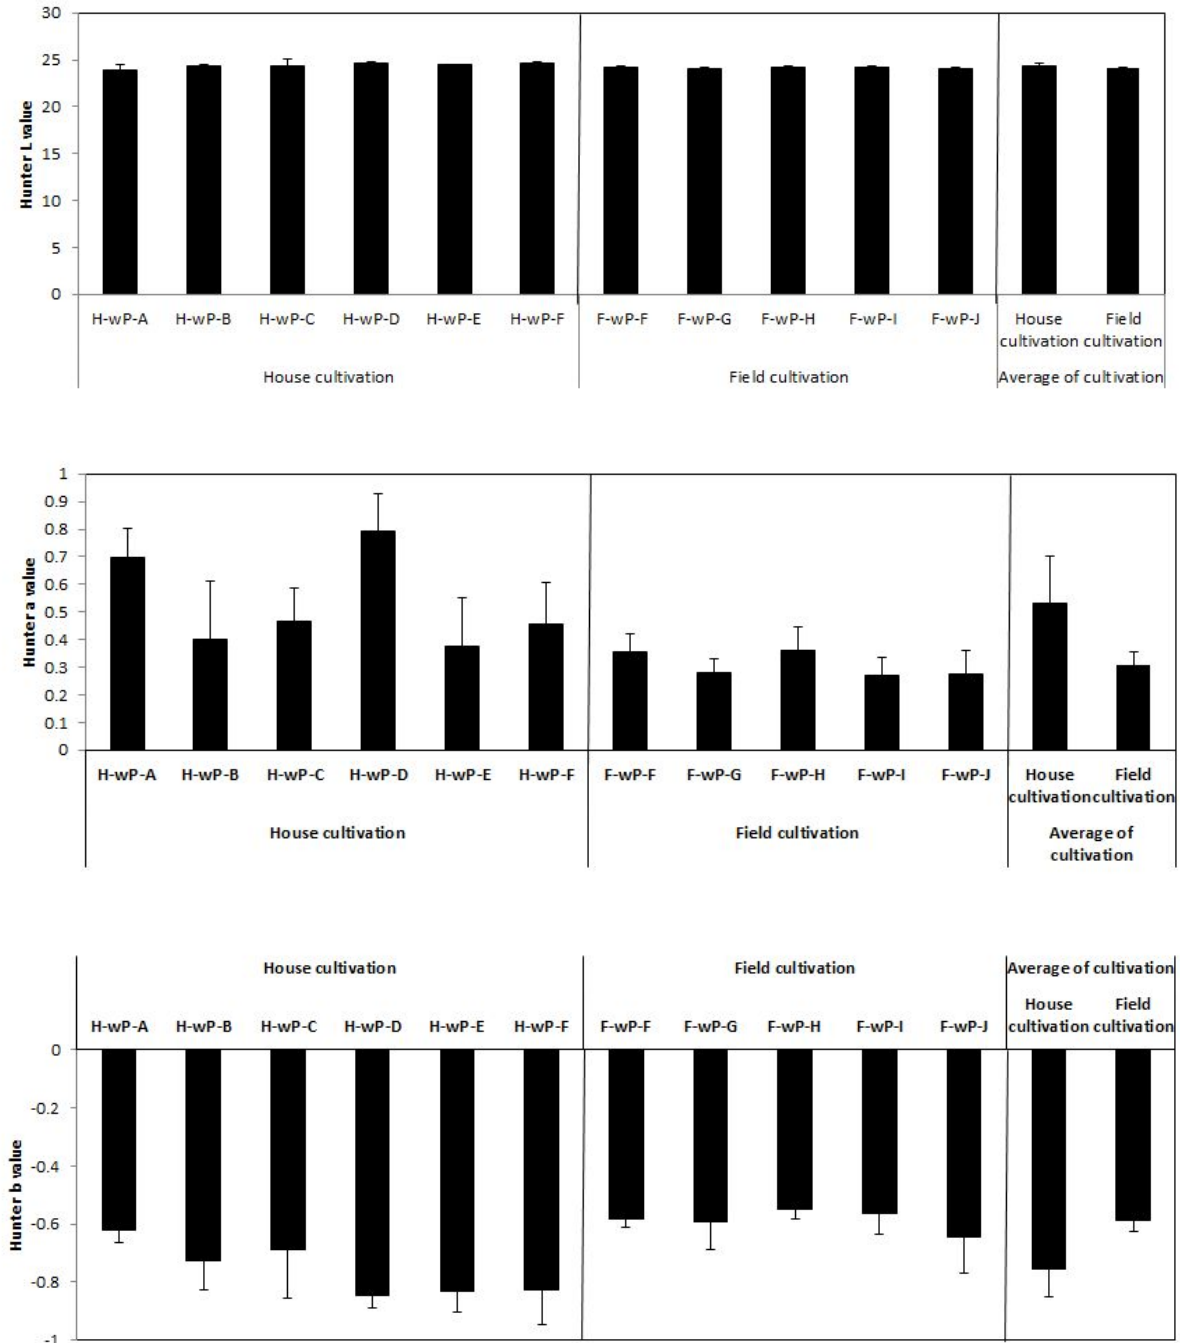 30
25
20
15
10
5
0
Hunter L value
H-wP-A H-wP-B H-wP-C H-wP-D H-wP-E H-wP-F F-wP-F F-wP-G F-wP-H F-wP-I F-wP-J House Field
cultivation cultivation
House cultivation Field cultivation Average of cultivation
1
0.9
0.8
0.7
0.6
0.5
0.4
0.3
0.2
0.1
0
Hunter a value
H-wP-A H-wP-B H-wP-C H-wP-D H-wP-E H-wP-F F-wP-F F-wP-G F-wP-H F-wP-I F-wP-J House Field
cultivation cultivation
House cultivation Field cultivation Average of
cultivation
House cultivation Field cultivation Average of cultivation
House Field
H-wP-A H-wP-B H-wP-C H-wP-D H-wP-E H-wP-F F-wP-F F-wP-G F-wP-H F-wP-I F-wP-J cultivation cultivation
0
-0.2
-0.4
-0.6
-0.8
-1
Hunter b value